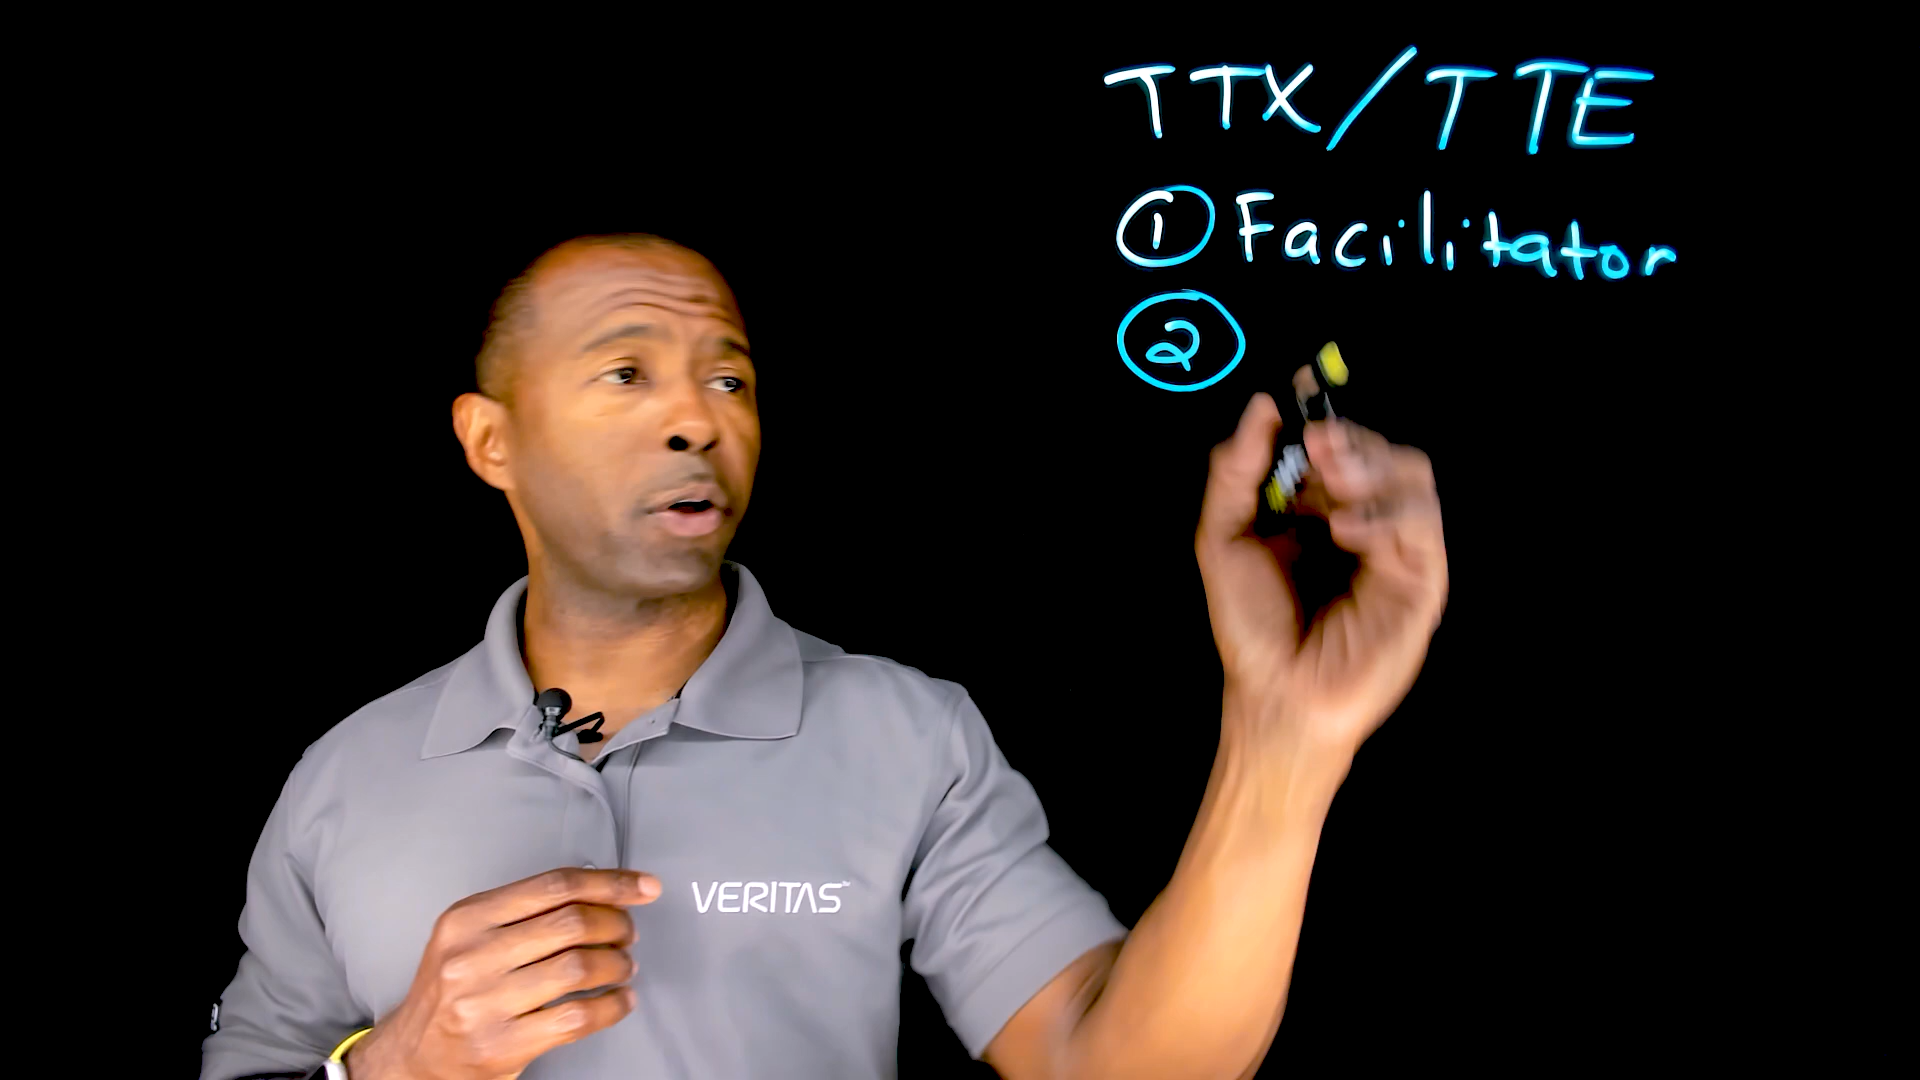 TTX/TTE
① Facilitator
②
VERITAS